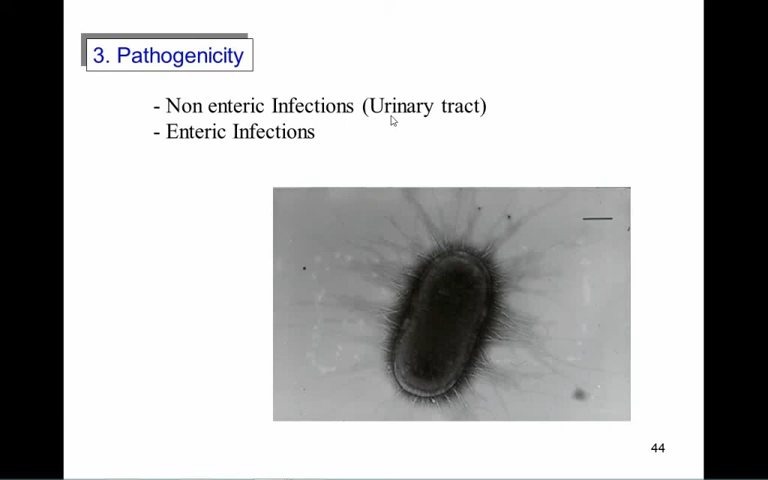 3. Pathogenicity
- Non enteric Infections (Urinary tract)
- Enteric Infections
44